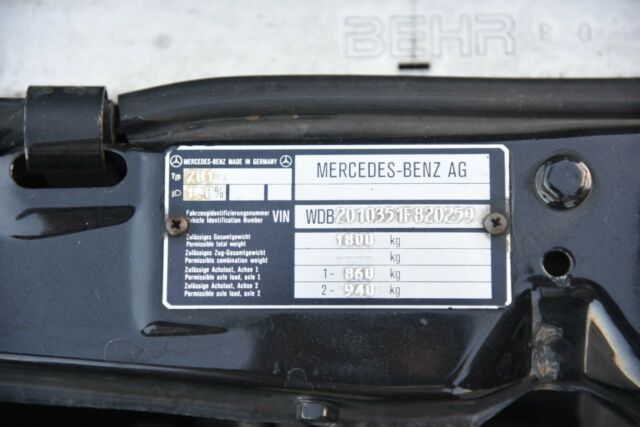 BEHR
MERCEDES-BENZ MADE IN GERMANY
MERCEDES-BENZ AG
Typ 201
%
Fahrzeugidentifizierungsnummer
Vehicle Identification Number
VIN
WDB2010351F820259
Zulässiges Gesamtgewicht
Permissible total weight
1800 kg
Zulässiges Zug-Gesamtgewicht
Permissible combination weight
---- kg
Zulässige Achslast, Achse 1
Permissible axle load, axle 1
1- 860 kg
Zulässige Achslast, Achse 2
Permissible axle load, axle 2
2- 940 kg